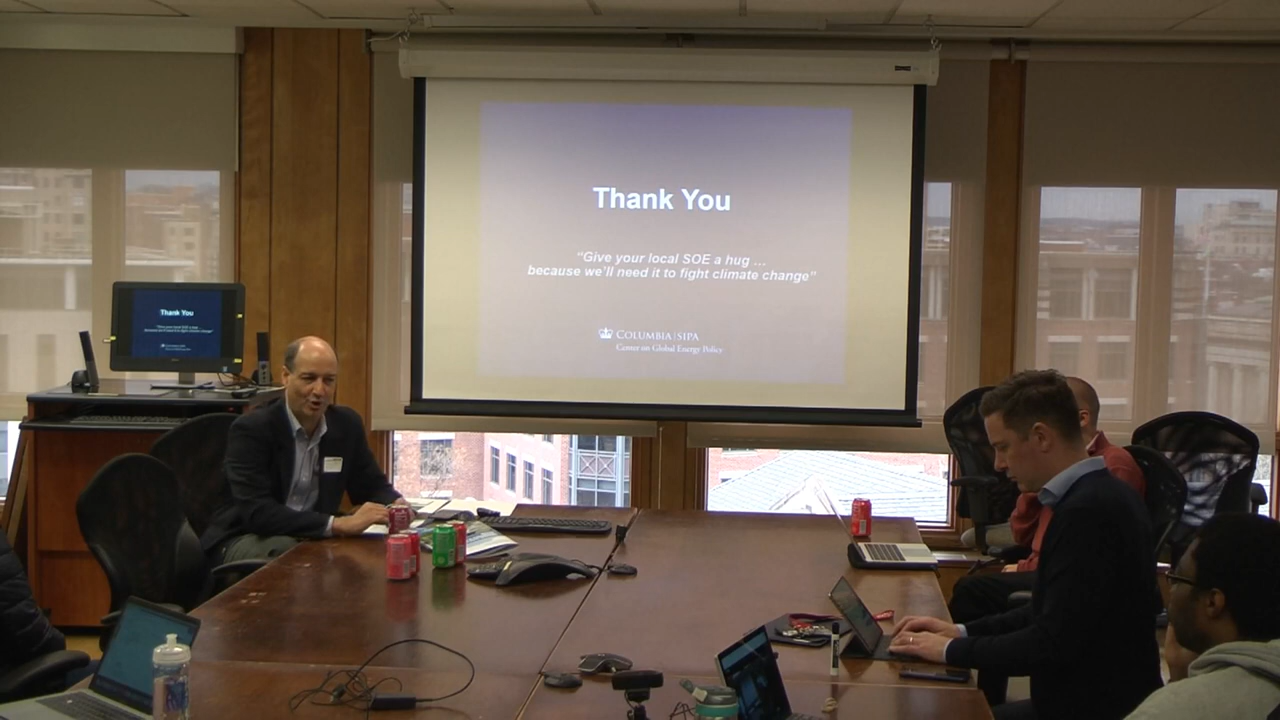 Thank You
"Give your local SOE a hug ...
because we'll need it to fight climate change"
COLUMBIA | SIPA
Center on Global Energy Policy
Thank You